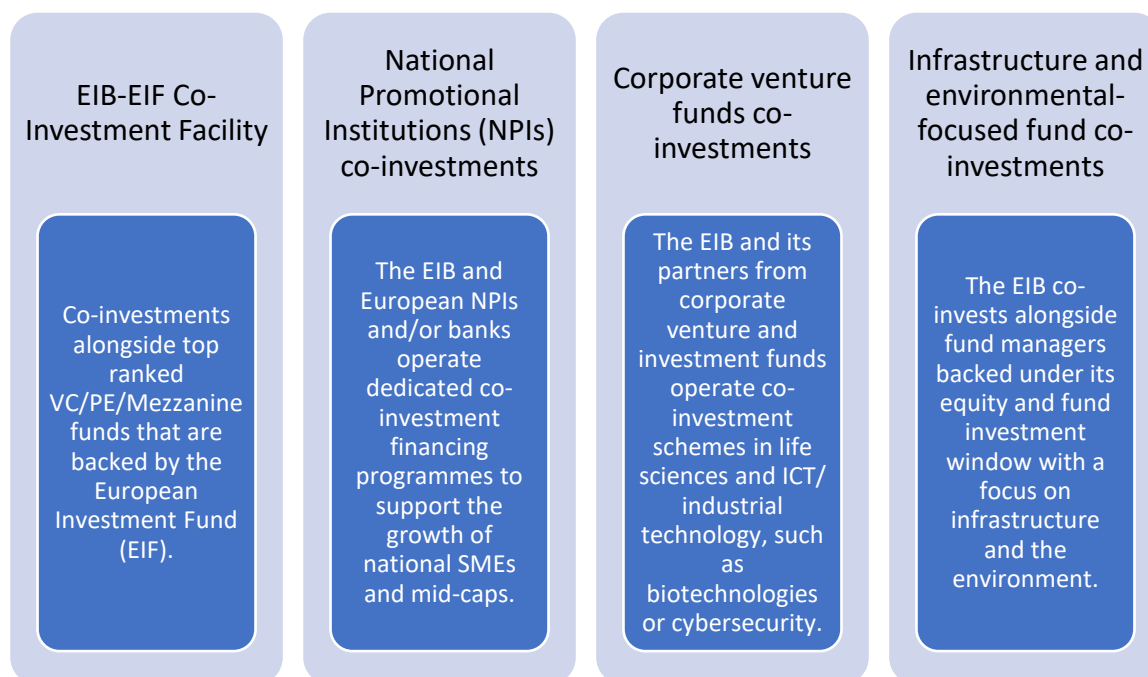 EIB-EIF Co-
Investment Facility
Co-investments
alongside top
ranked
VC/PE/Mezzanine
funds that are
backed by the
European
Investment Fund
(EIF).
National
Promotional
Institutions (NPIs)
co-investments
The EIB and
European NPIs
and/or banks
operate
dedicated co-
investment
financing
programmes to
support the
growth of
national SMEs
and mid-caps.
Corporate venture
funds co-
investments
The EIB and its
partners from
corporate
venture and
investment funds
operate co-
investment
schemes in life
sciences and ICT/
industrial
technology, such
as
biotechnologies
or cybersecurity.
Infrastructure and
environmental-
focused fund co-
investments
The EIB co-
invests alongside
fund managers
backed under its
equity and fund
investment
window with a
focus on
infrastructure
and the
environment.